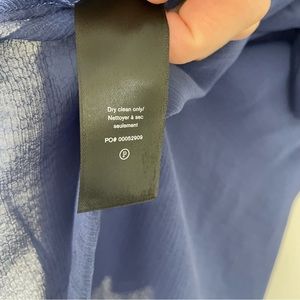 Dry clean only/
Nettoyer à sec
seulement
PO# 00052909
P